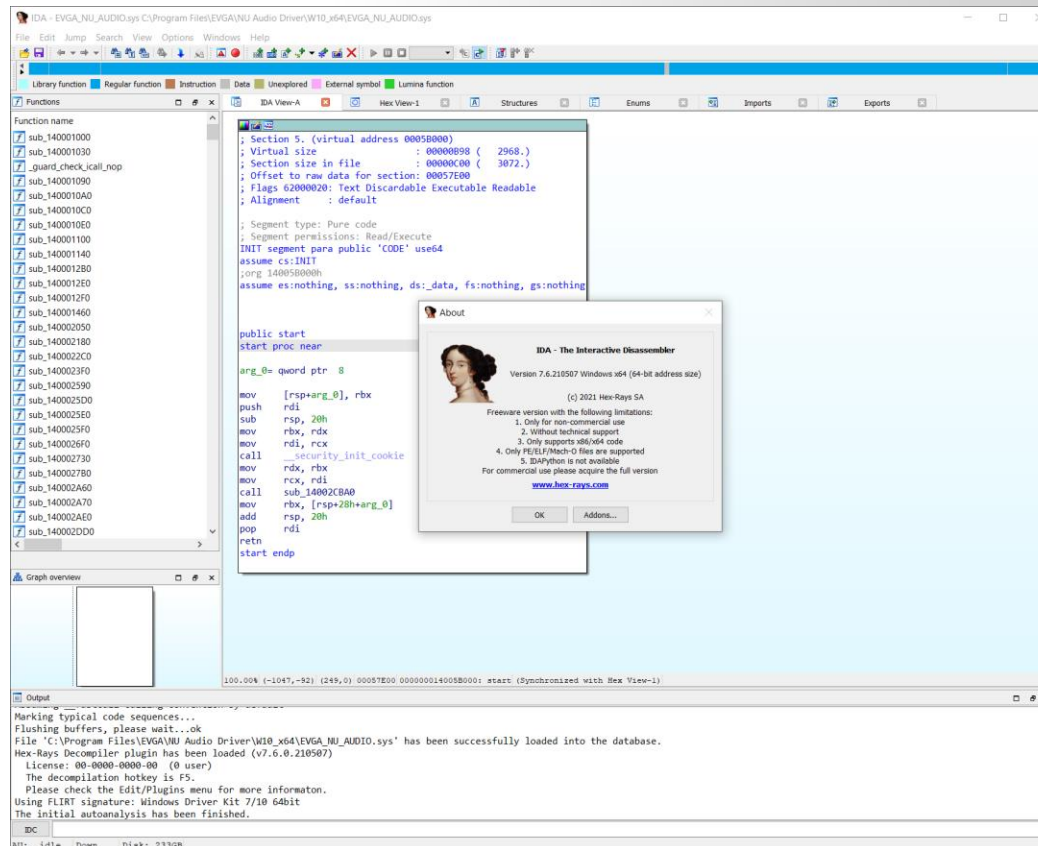 IDA - EVGA_NU_AUDIO.sys C:\Program Files\EVGA\NU Audio Driver\W10_x64\EVGA_NU_AUDIO.sys
File Edit Jump Search View Options Windows Help
Library function Regular function Instruction Data Unexplored External symbol Lumina function
Functions
Function name
sub_140001000
sub_140001030
_guard_check_icall_nop
sub_140001090
sub_1400010A0
sub_1400010C0
sub_1400010E0
sub_140001100
sub_140001140
sub_1400012B0
sub_1400012E0
sub_1400012F0
sub_140001460
sub_140002050
sub_140002180
sub_1400022C0
sub_1400023F0
sub_140002590
sub_1400025D0
sub_1400025E0
sub_1400025F0
sub_1400026F0
sub_140002730
sub_1400027B0
sub_140002A60
sub_140002A70
sub_140002AE0
sub_140002DD0
Graph overview
IDA View-A Hex View-1 Structures Enums Imports Exports
; Section 5. (virtual address 0005B000)
; Virtual size : 00000B98 ( 2968.)
; Section size in file : 00000C00 ( 3072.)
; Offset to raw data for section: 00057E00
; Flags 62000020: Text Discardable Executable Readable
; Alignment : default
; Segment type: Pure code
; Segment permissions: Read/Execute
INIT segment para public 'CODE' use64
assume cs:INIT
;org 14005B000h
assume es:nothing, ss:nothing, ds:_data, fs:nothing, gs:nothing
public start
start proc near
arg_0= qword ptr 8
mov [rsp+arg_0], rbx
push rdi
sub rsp, 20h
mov rbx, rdx
mov rdi, rcx
call __security_init_cookie
mov rdx, rbx
mov rcx, rdi
call sub_14002CBA0
mov rbx, [rsp+28h+arg_0]
add rsp, 20h
pop rdi
retn
start endp
About
IDA - The Interactive Disassembler
Version 7.6.210507 Windows x64 (64-bit address size)
(c) 2021 Hex-Rays SA
Freeware version with the following limitations:
1. Only for non-commercial use
2. Without technical support
3. Only supports x86/x64 code
4. Only PE/ELF/Mach-O files are supported
5. IDAPython is not available
For commercial use please acquire the full version
www.hex-rays.com
OK Addons...
100.00% (-1047,-92) (249,0) 00057E00 000000014005B000: start (Synchronized with Hex View-1)
Output
Marking typical code sequences...
Flushing buffers, please wait...ok
File 'C:\Program Files\EVGA\NU Audio Driver\W10_x64\EVGA_NU_AUDIO.sys' has been successfully loaded into the database.
Hex-Rays Decompiler plugin has been loaded (v7.6.0.210507)
License: 00-0000-0000-00 (0 user)
The decompilation hotkey is F5.
Please check the Edit/Plugins menu for more informaton.
Using FLIRT signature: Windows Driver Kit 7/10 64bit
The initial autoanalysis has been finished.
IDC
AU: idle Down Disk: 233GB